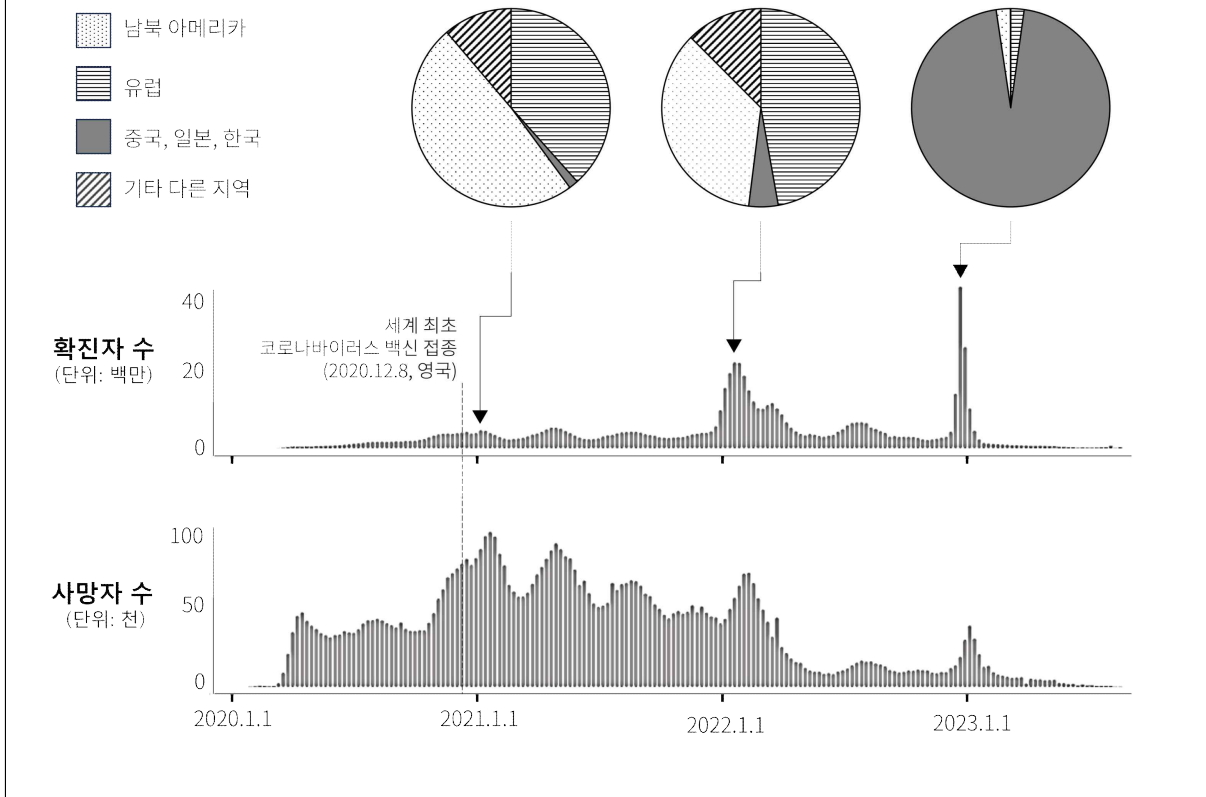 남북 아메리카
유럽
중국, 일본, 한국
기타 다른 지역
세계 최초
코로나바이러스 백신 접종
(2020.12.8, 영국)
확진자 수
(단위: 백만)
40
20
0
사망자 수
(단위: 천)
100
50
0
2020.1.1
2021.1.1
2022.1.1
2023.1.1